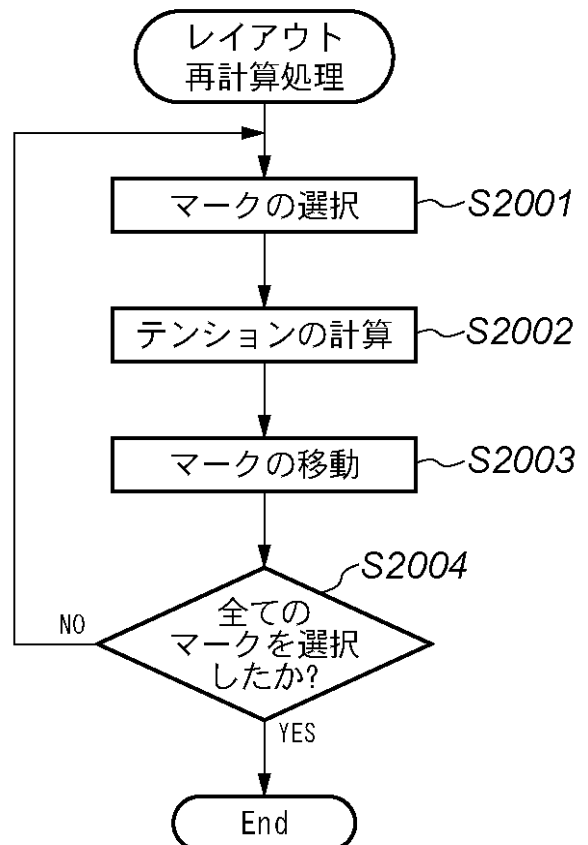 レイアウト
再計算処理
マークの選択
S2001
テンションの計算
S2002
マークの移動
S2003
S2004
全ての
マークを選択
したか?
NO
YES
End